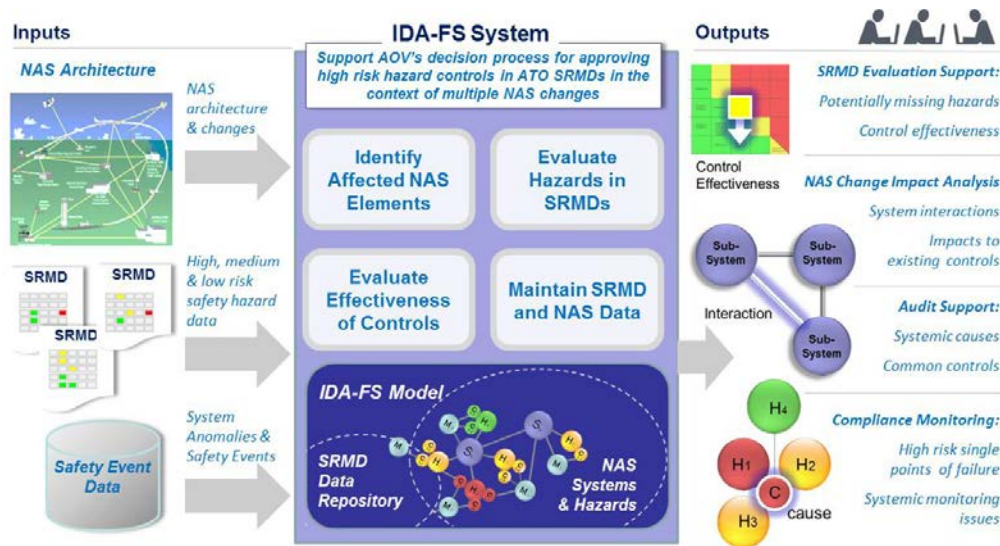 Inputs
NAS Architecture
NAS
architecture
& changes
SRMD
SRMD
SRMD
High, medium
& low risk
safety hazard
data
Safety Event
Data
System
Anomalies &
Safety Events
IDA-FS System
Support AOV's decision process for approving
high risk hazard controls in ATO SRMDs in the
context of multiple NAS changes
Identify
Affected NAS
Elements
Evaluate
Hazards in
SRMDs
Evaluate
Effectiveness
of Controls
Maintain SRMD
and NAS Data
IDA-FS Model
SRMD
Data
Repository
NAS
Systems
& Hazards
Outputs
Control
Effectiveness
SRMD Evaluation Support:
Potentially missing hazards
Control effectiveness
NAS Change Impact Analysis
System interactions
Impacts to
existing controls
Sub-
System
Sub-
System
Interaction
Sub-
System
Audit Support:
Systemic causes
Common controls
H4
H1
H2
C
H3
cause
Compliance Monitoring:
High risk single
points of failure
Systemic monitoring
issues